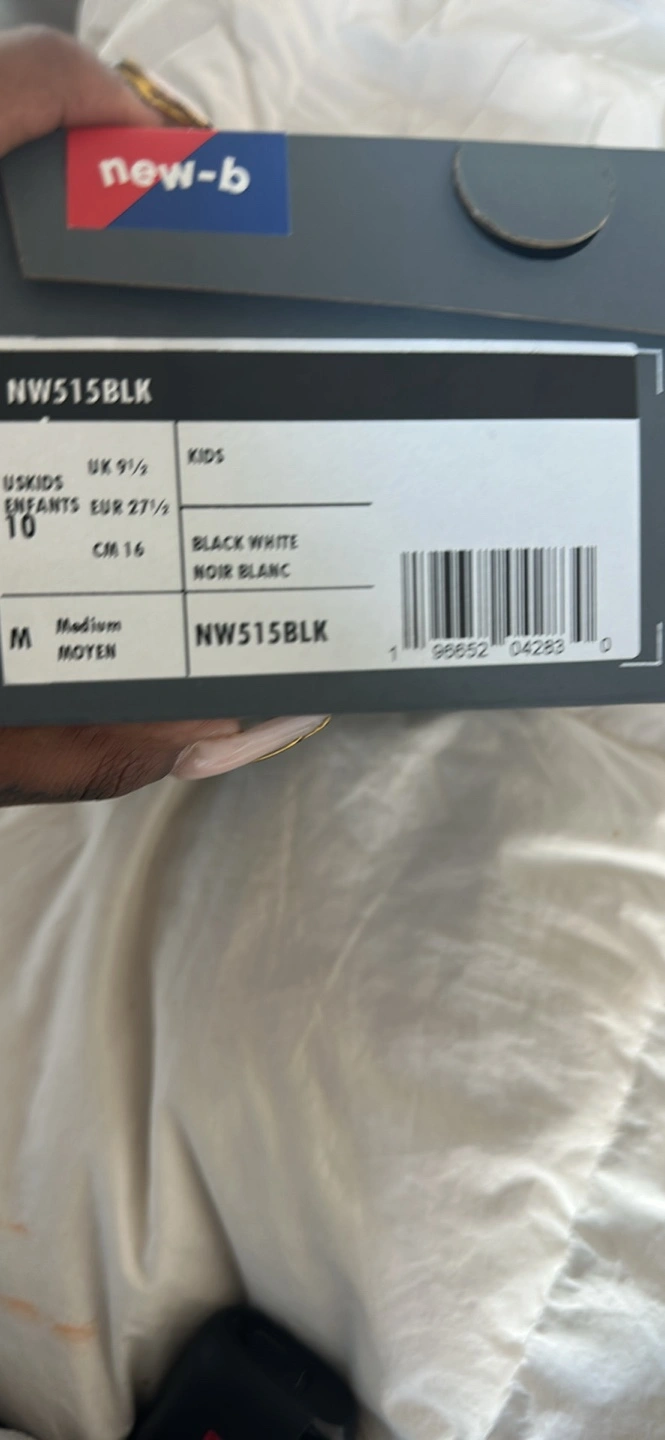 new-b
NW515BLK
USKIDS
ENFANTS
10
UK 9½
EUR 27½
CM 16
KIDS
BLACK WHITE
NOIR BLANC
M
Medium
MOYEN
NW515BLK
1 96652 04283 0